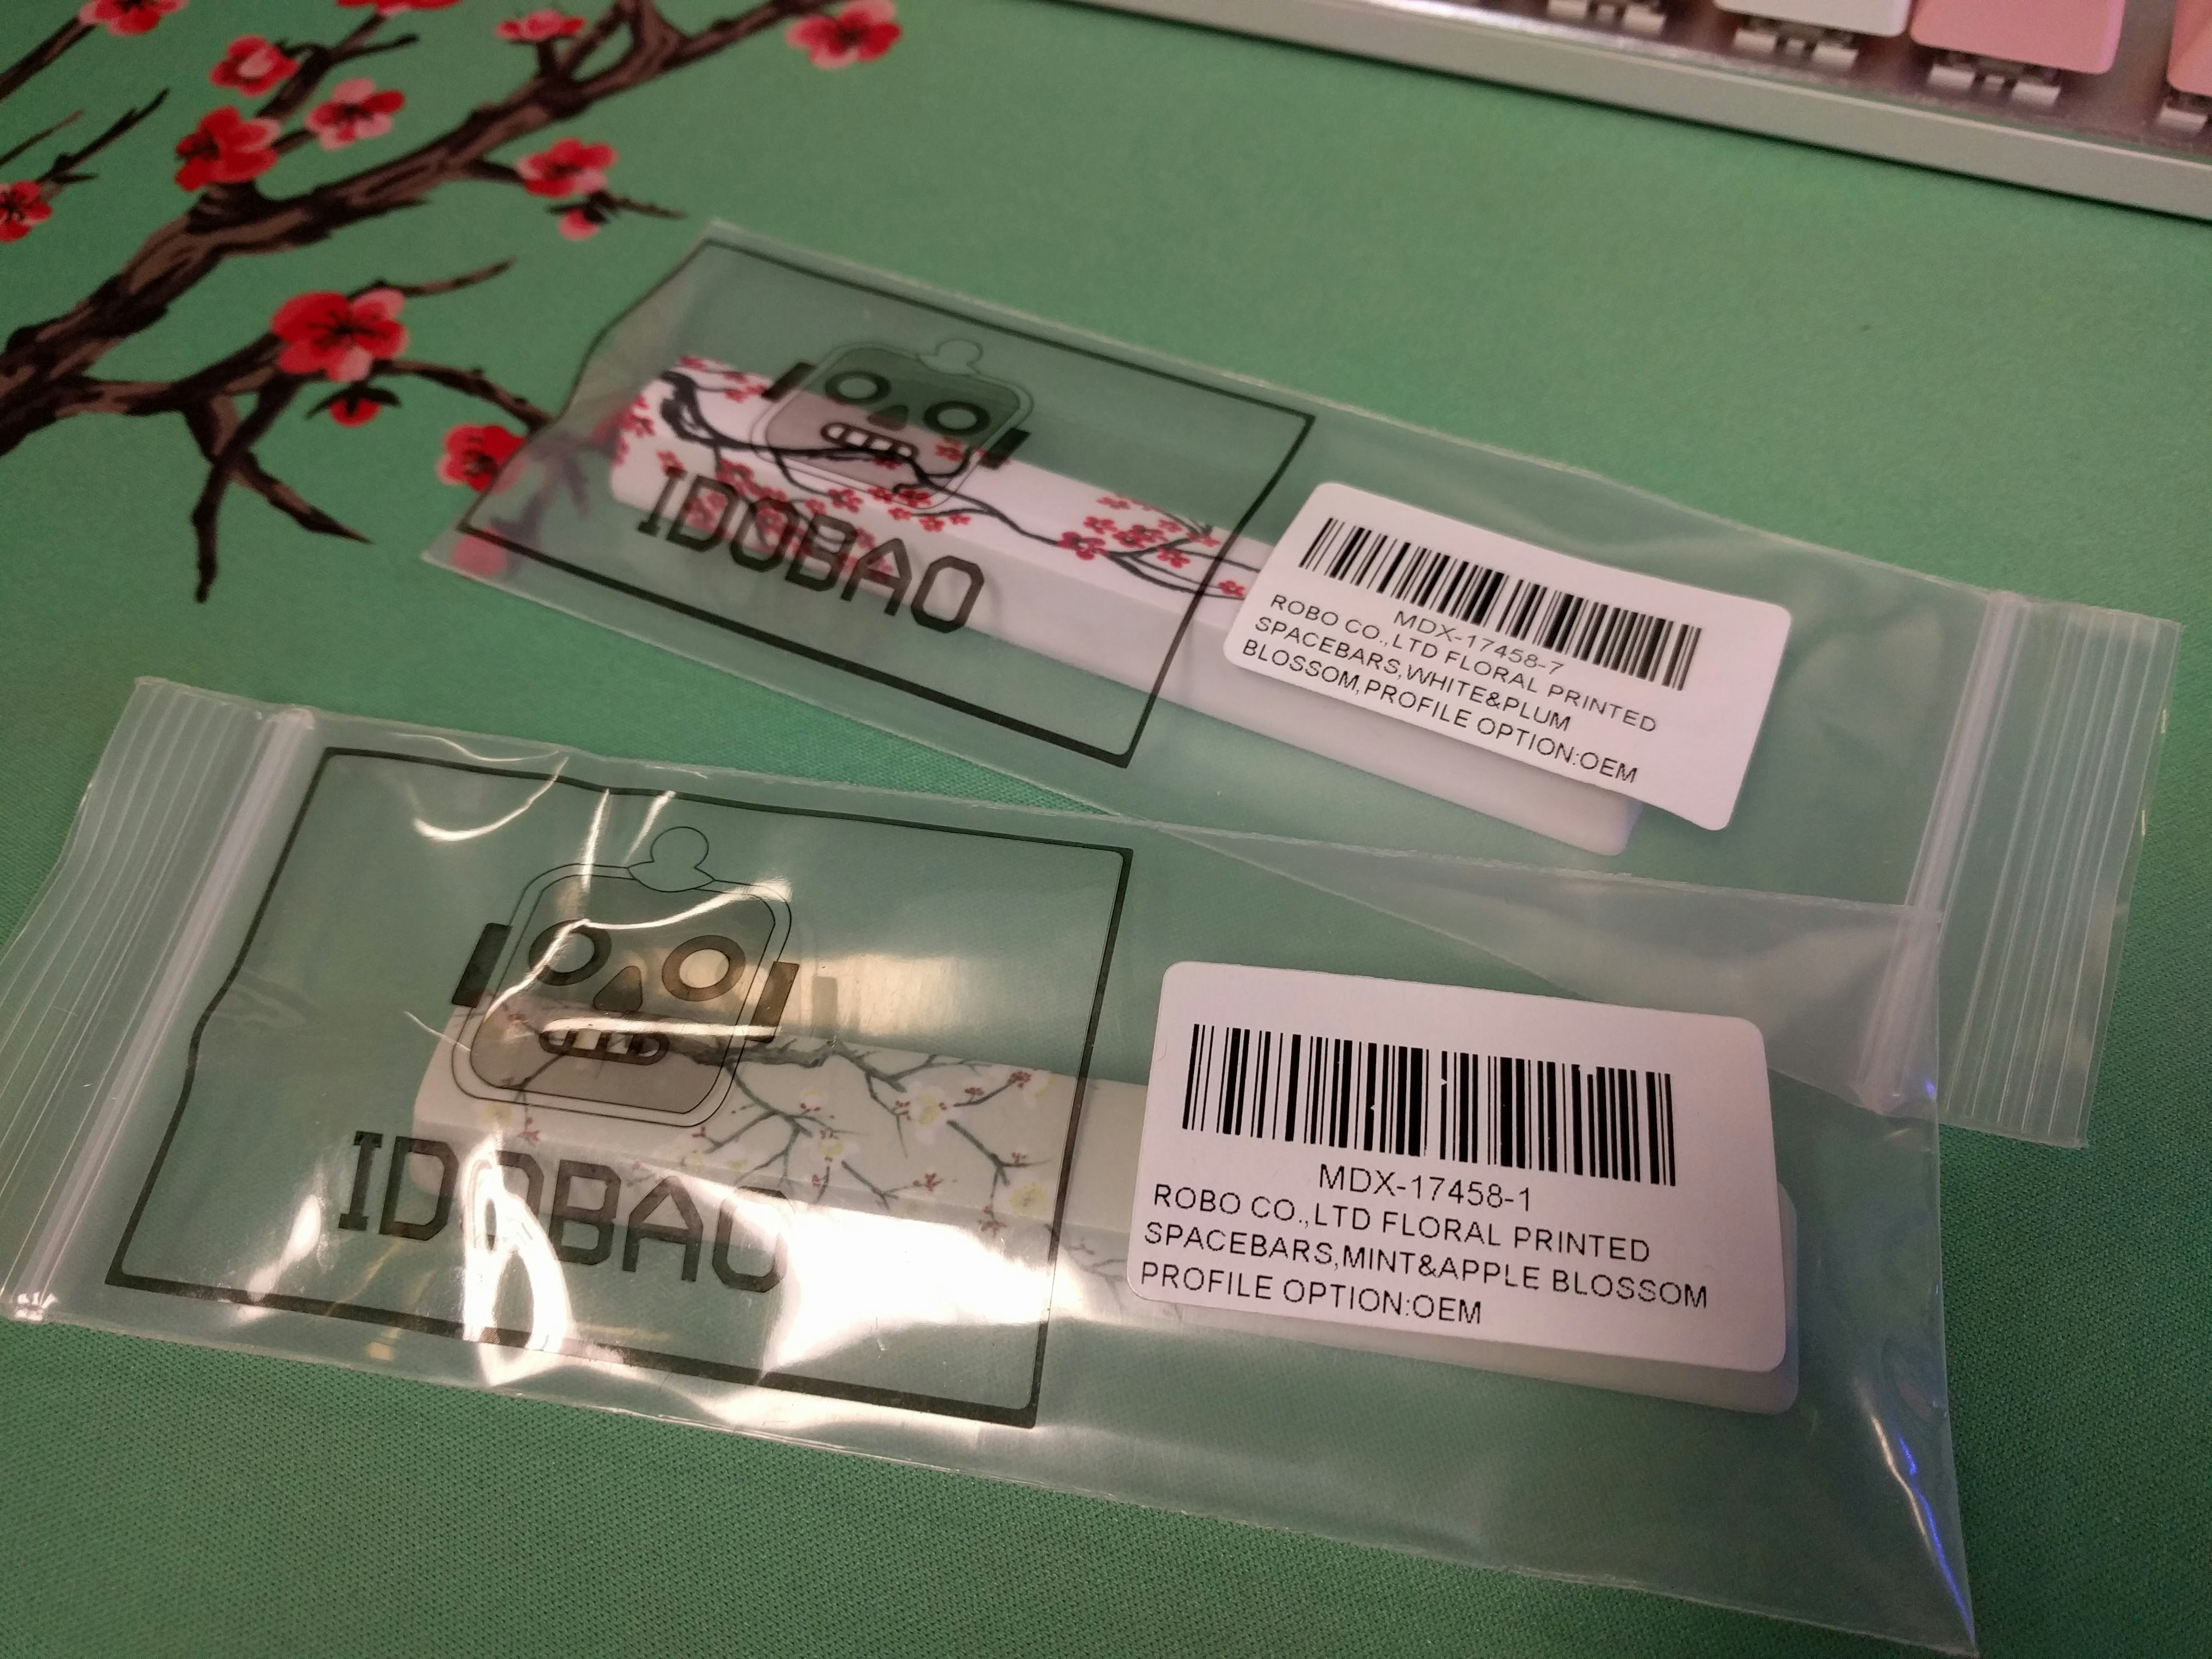 IDOBAO
MDX-17458-7
ROBO CO.,LTD FLORAL PRINTED
SPACEBARS,WHITE&PLUM
BLOSSOM,PROFILE OPTION:OEM
IDOBAO
MDX-17458-1
ROBO CO.,LTD FLORAL PRINTED
SPACEBARS,MINT&APPLE BLOSSOM
PROFILE OPTION:OEM